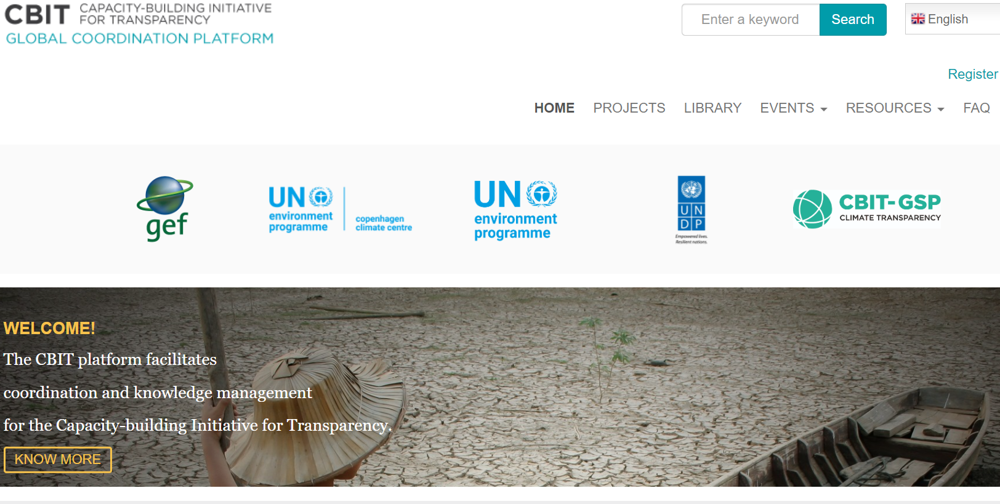 CBIT CAPACITY-BUILDING INITIATIVE
FOR TRANSPARENCY
GLOBAL COORDINATION PLATFORM
Enter a keyword
Search
English
Register
HOME PROJECTS LIBRARY EVENTS RESOURCES FAQ
gef
UN
environment
programme
copenhagen
climate centre
UN
environment
programme
UN
DP
Empowered lives.
Resilient nations.
CBIT-GSP
CLIMATE TRANSPARENCY
WELCOME!
The CBIT platform facilitates
coordination and knowledge management
for the Capacity-building Initiative for Transparency.
KNOW MORE